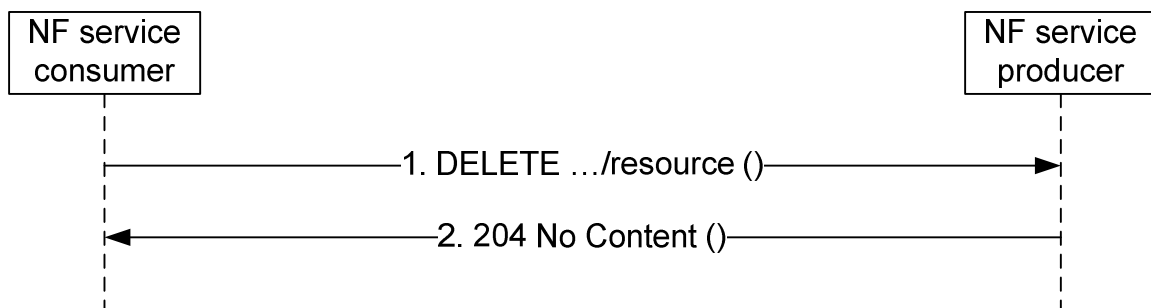 NF service
consumer
NF service
producer
1. DELETE …/resource ()
2. 204 No Content ()